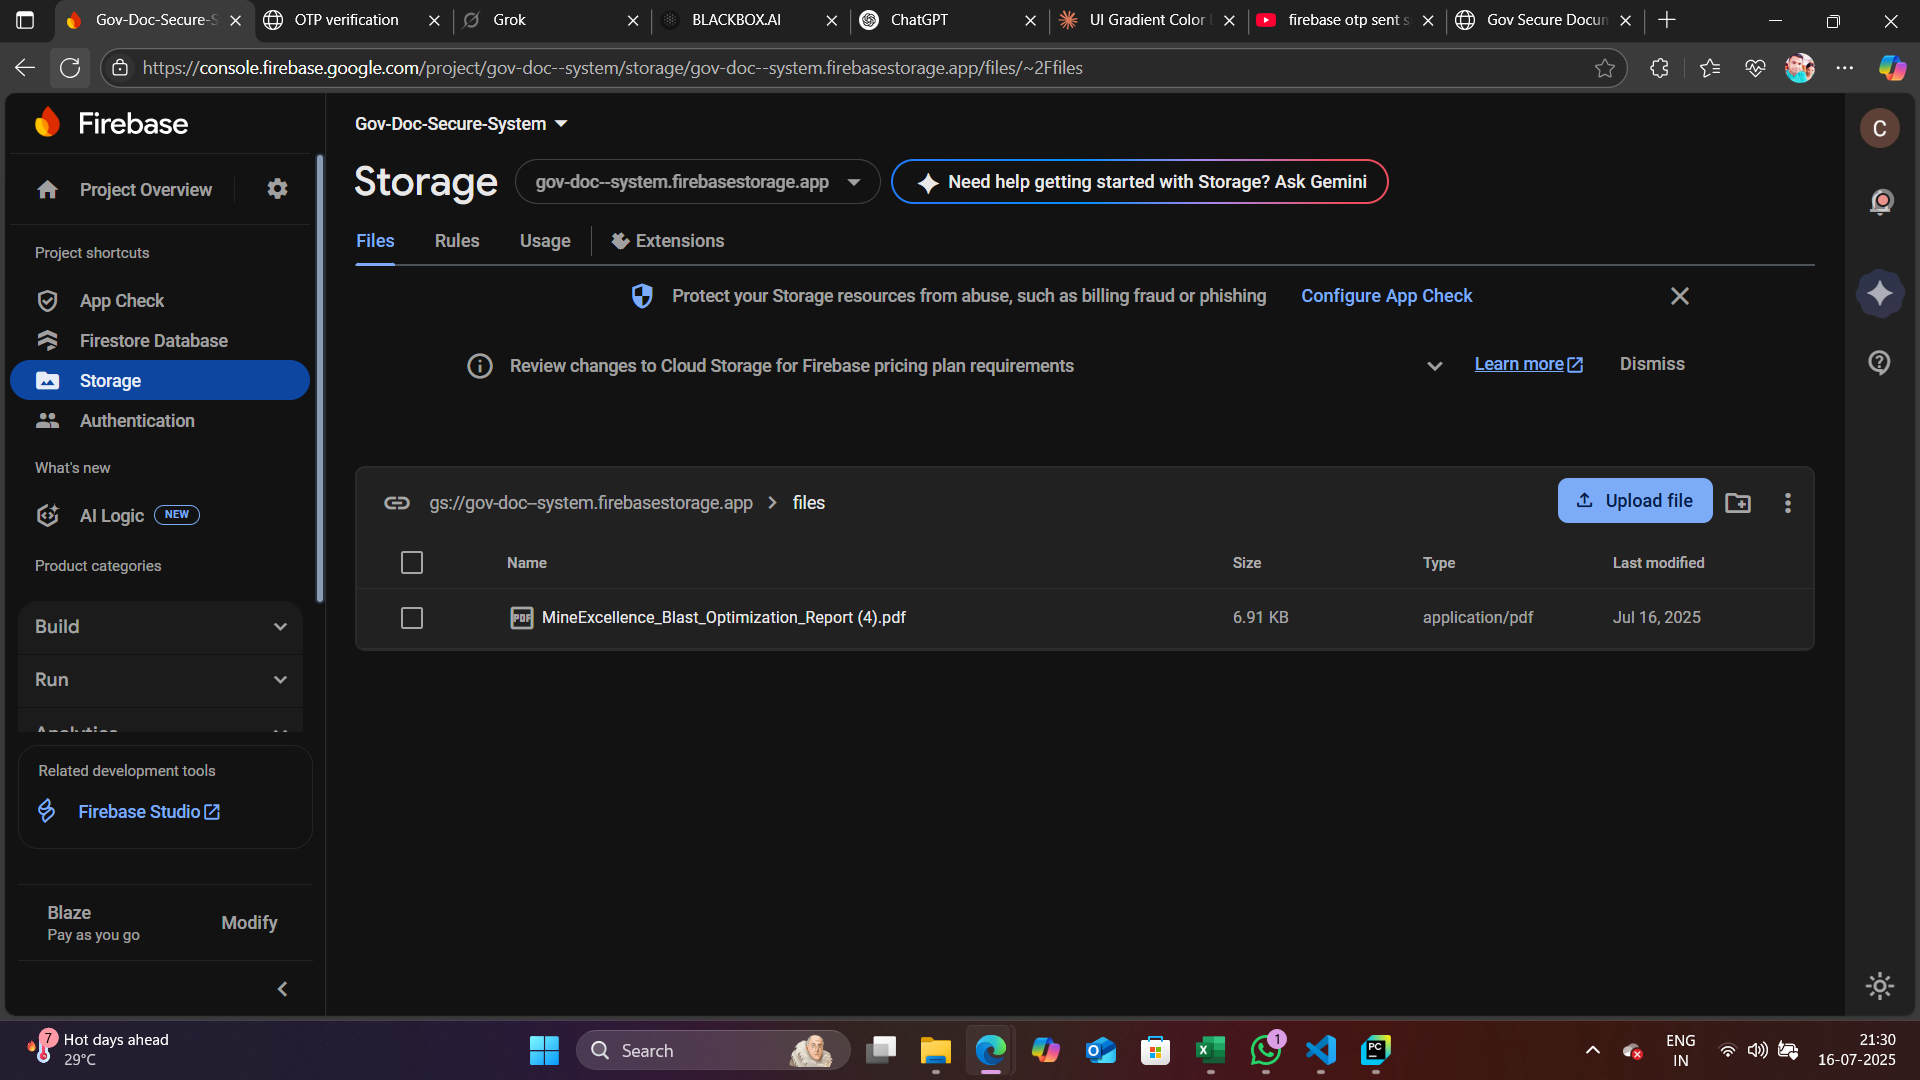 Gov-Doc-Secure-S
OTP verification
Grok
BLACKBOX.AI
ChatGPT
UI Gradient Color
firebase otp sent s
Gov Secure Docum
https://console.firebase.google.com/project/gov-doc--system/storage/gov-doc--system.firebasestorage.app/files/~2Ffiles
Firebase
Project Overview
Project shortcuts
App Check
Firestore Database
Storage
Authentication
What's new
AI Logic NEW
Product categories
Build
Run
Analytics
Related development tools
Firebase Studio
Blaze
Pay as you go
Modify
Gov-Doc-Secure-System
Storage
gov-doc--system.firebasestorage.app
Need help getting started with Storage? Ask Gemini
Files
Rules
Usage
Extensions
Protect your Storage resources from abuse, such as billing fraud or phishing
Configure App Check
Review changes to Cloud Storage for Firebase pricing plan requirements
Learn more
Dismiss
gs://gov-doc--system.firebasestorage.app > files
Upload file
Name Size Type Last modified
PDF MineExcellence_Blast_Optimization_Report (4).pdf 6.91 KB application/pdf Jul 16, 2025
C
7
Hot days ahead
29°C
Search
1
PC
ENG
IN
21:30
16-07-2025